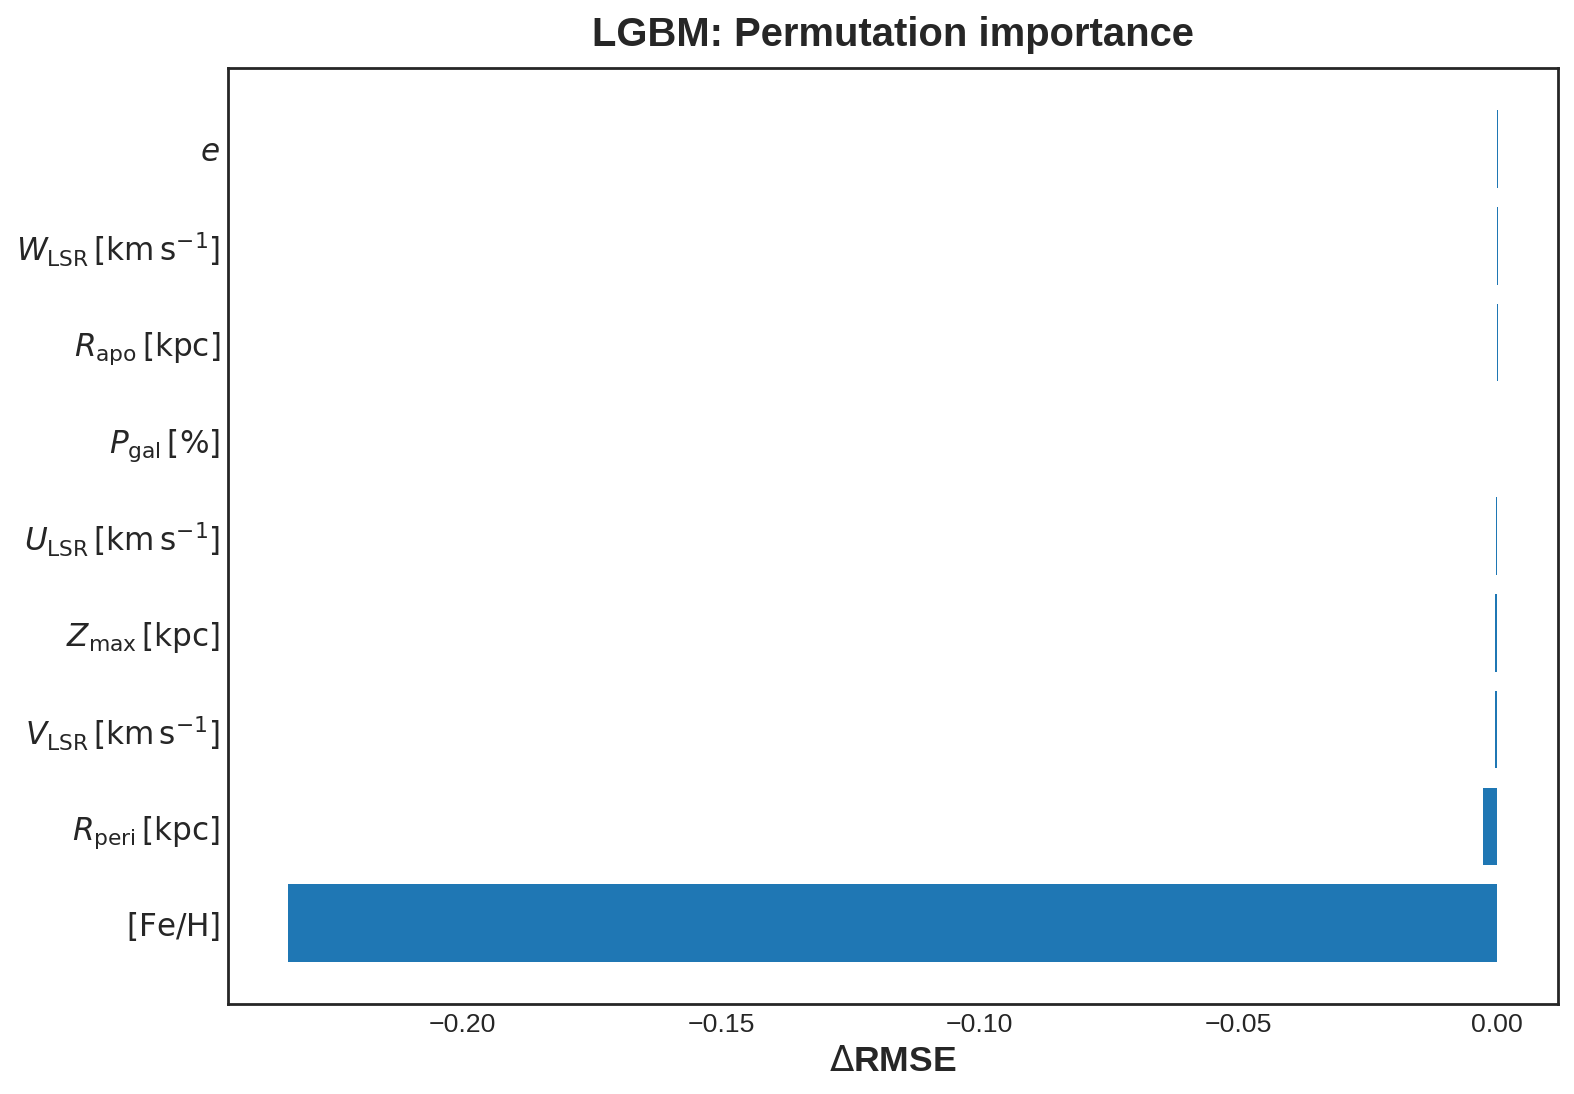 LGBM: Permutation importance
e
W_LSR [km s⁻¹]
R_apo [kpc]
P_gal [%]
U_LSR [km s⁻¹]
Z_max [kpc]
V_LSR [km s⁻¹]
R_peri [kpc]
[Fe/H]
−0.20 −0.15 −0.10 −0.05 0.00
ΔRMSE